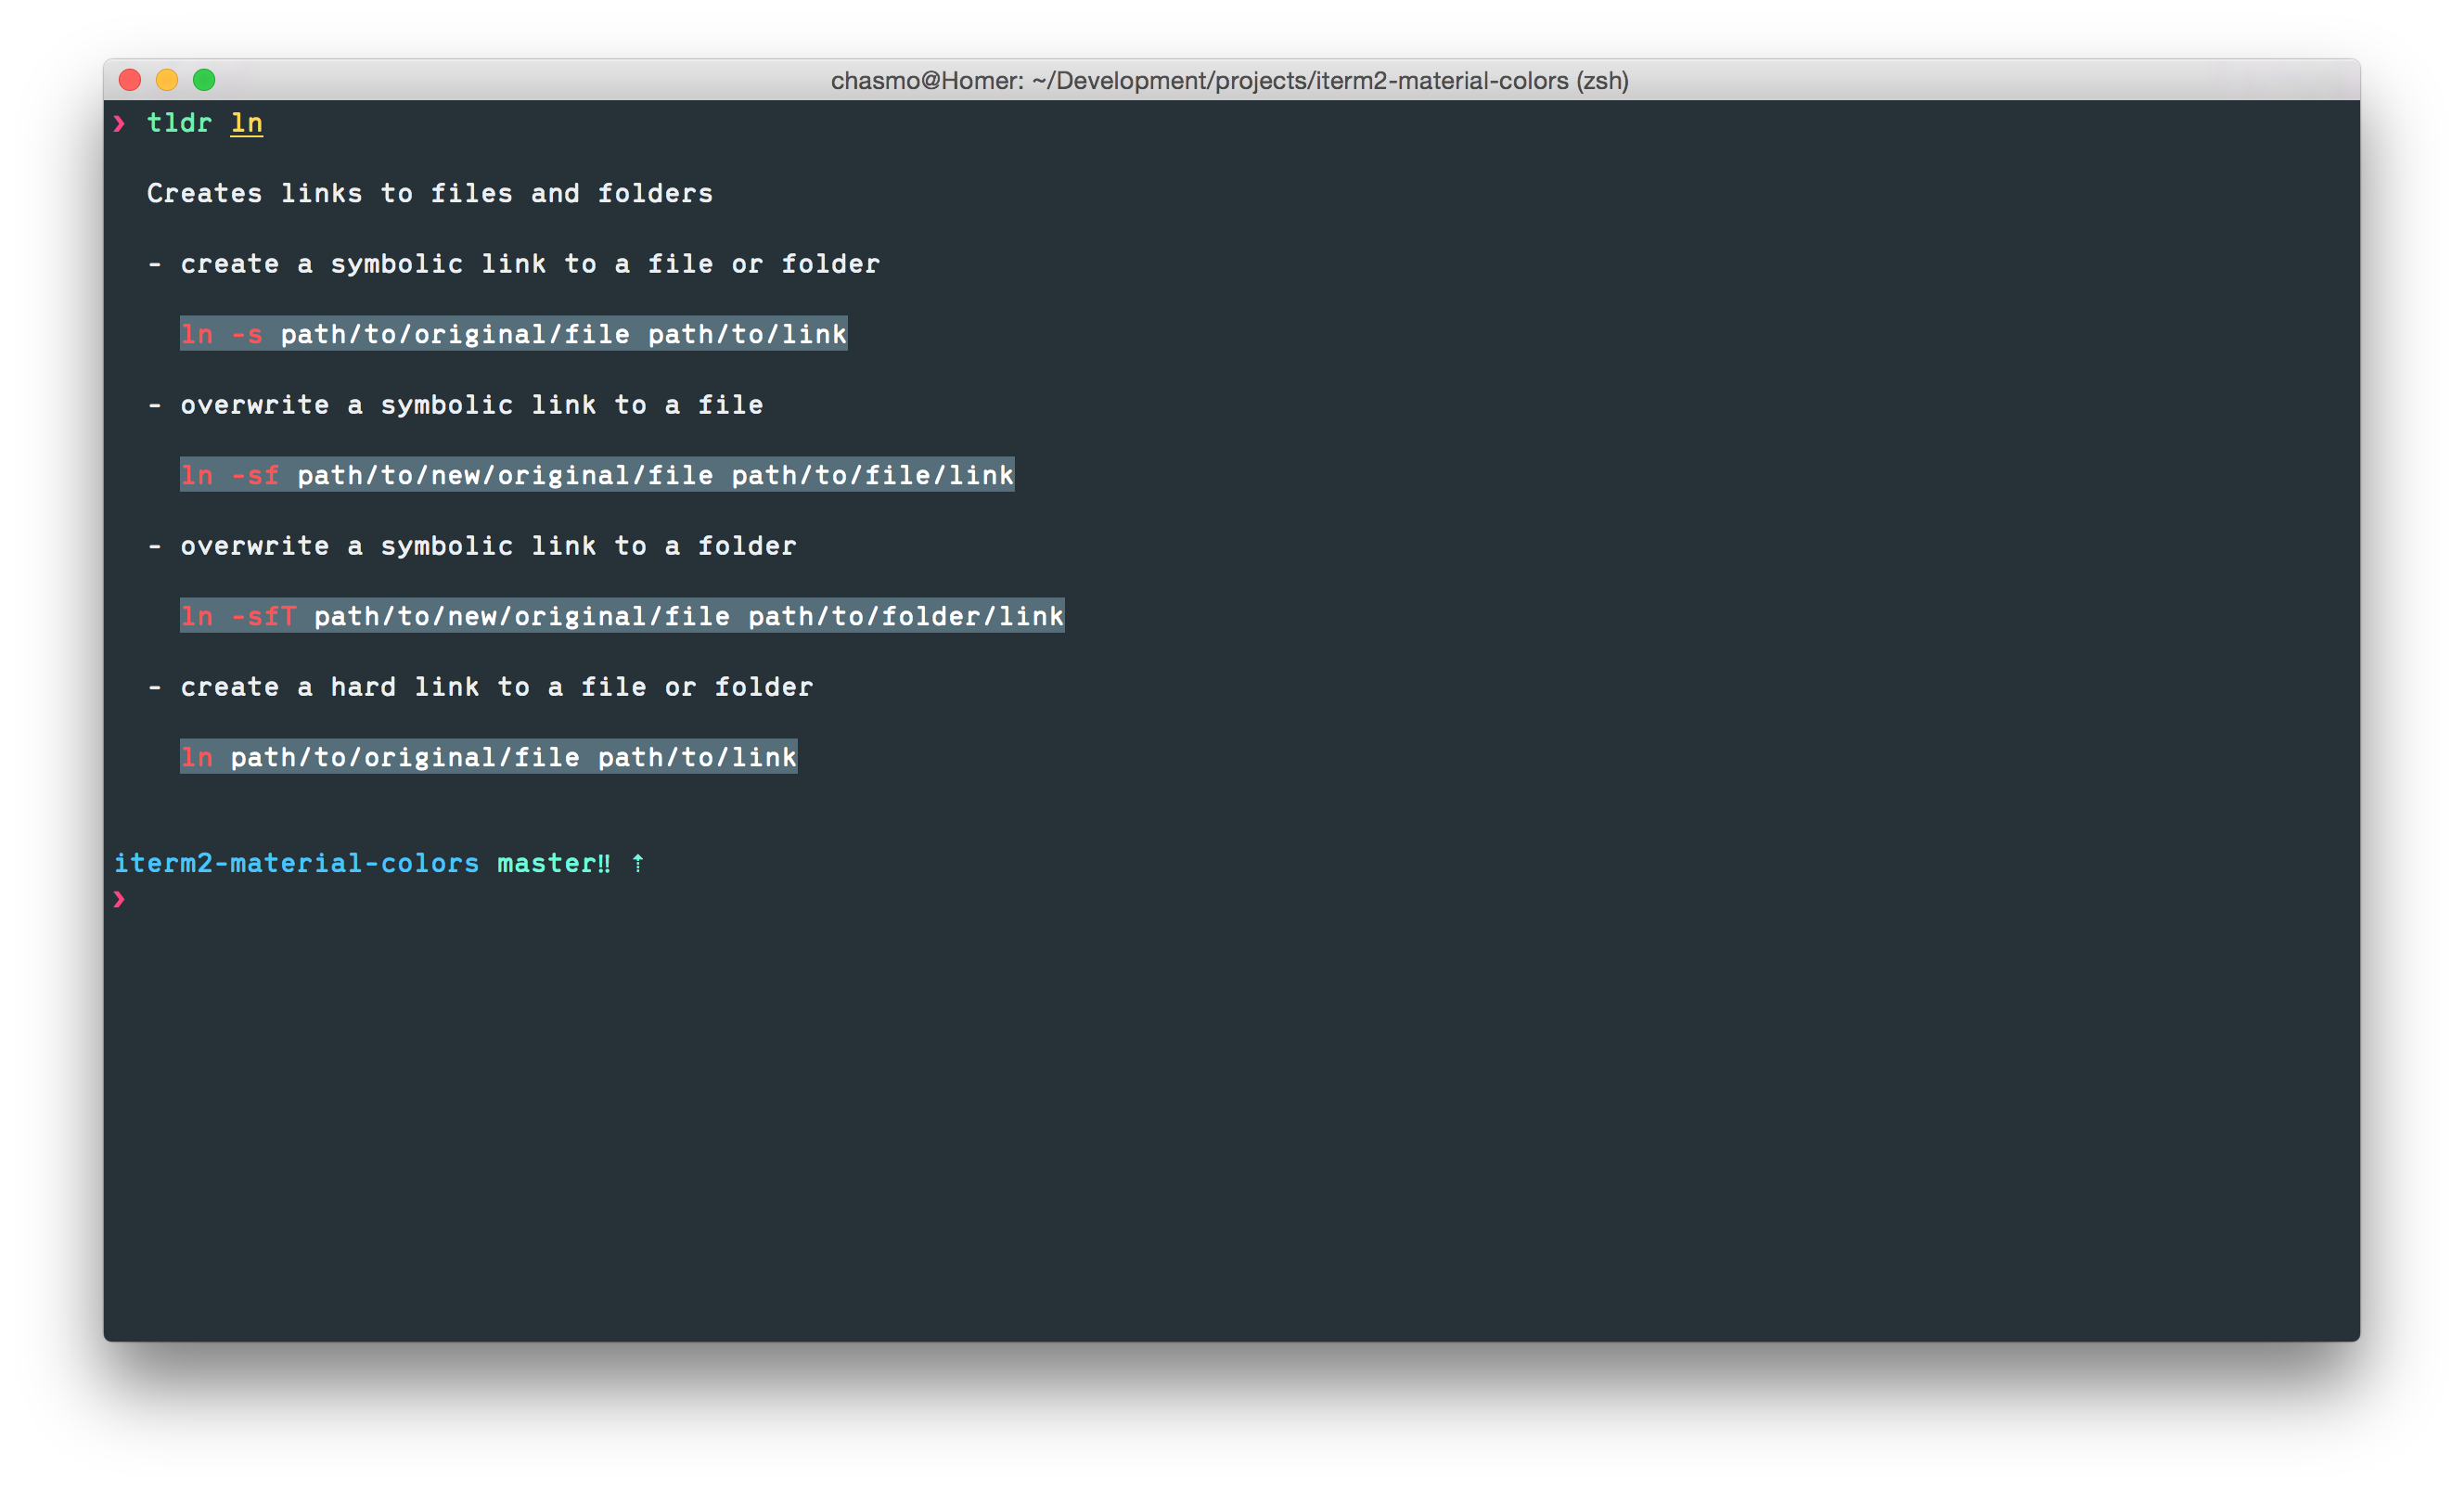 chasmo@Homer: ~/Development/projects/iterm2-material-colors (zsh)
❯ tldr ln
Creates links to files and folders
- create a symbolic link to a file or folder
ln -s path/to/original/file path/to/link
- overwrite a symbolic link to a file
ln -sf path/to/new/original/file path/to/file/link
- overwrite a symbolic link to a folder
ln -sfT path/to/new/original/file path/to/folder/link
- create a hard link to a file or folder
ln path/to/original/file path/to/link
iterm2-material-colors master‼ ⇡
❯